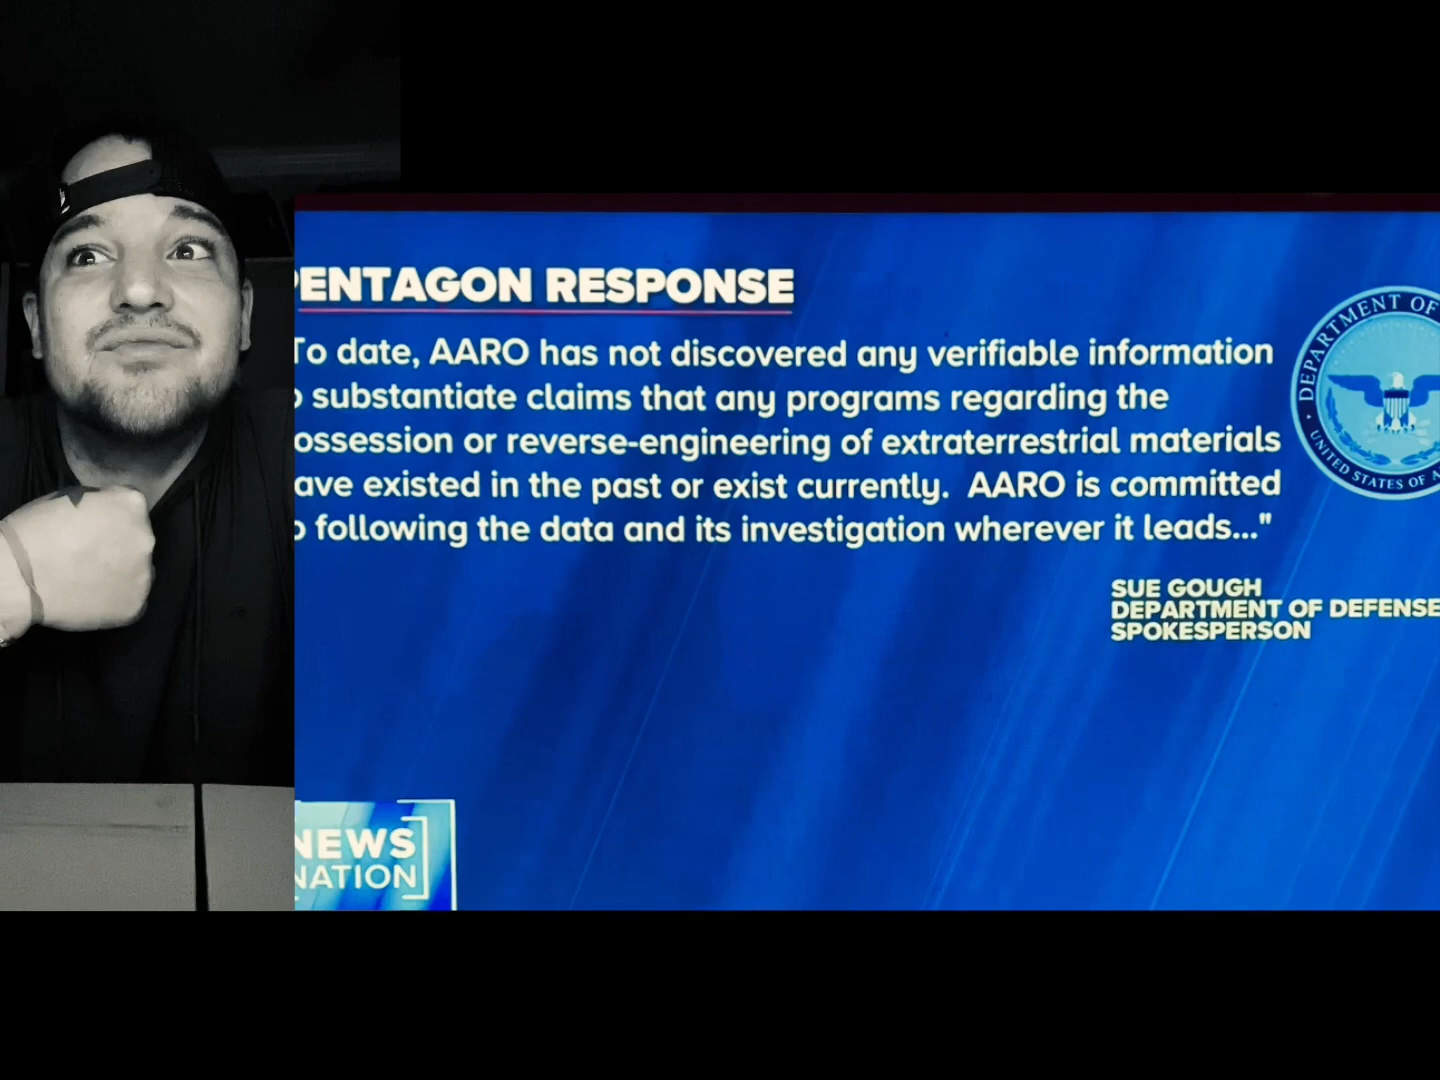 PENTAGON RESPONSE
To date, AARO has not discovered any verifiable information
o substantiate claims that any programs regarding the
ossession or reverse-engineering of extraterrestrial materials
ave existed in the past or exist currently. AARO is committed
o following the data and its investigation wherever it leads..."
SUE GOUGH
DEPARTMENT OF DEFENSE
SPOKESPERSON
DEPARTMENT OF
UNITED STATES OF A
NEWS
NATION